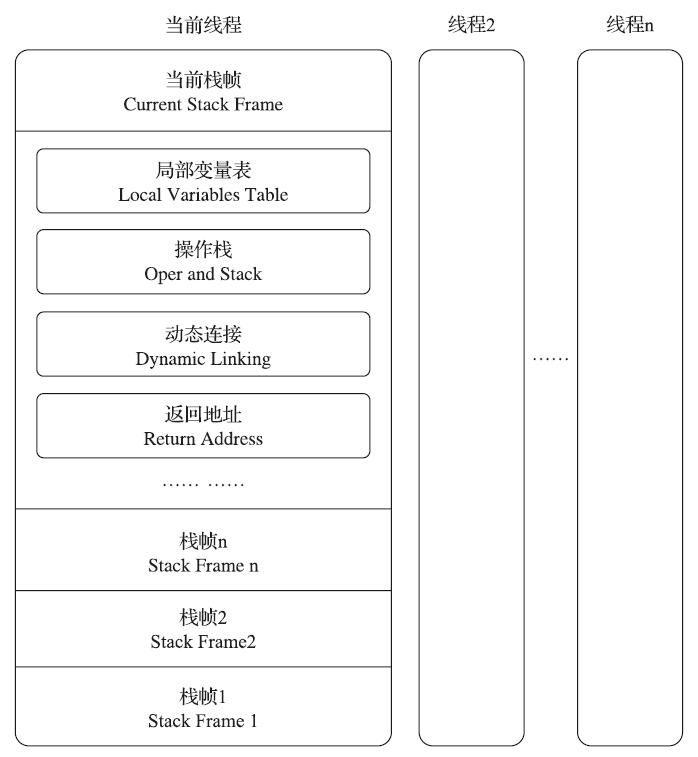 当前线程
线程2
线程n
当前栈帧
Current Stack Frame
局部变量表
Local Variables Table
操作栈
Oper and Stack
动态连接
Dynamic Linking
……
返回地址
Return Address
…… ……
栈帧n
Stack Frame n
栈帧2
Stack Frame2
栈帧1
Stack Frame 1